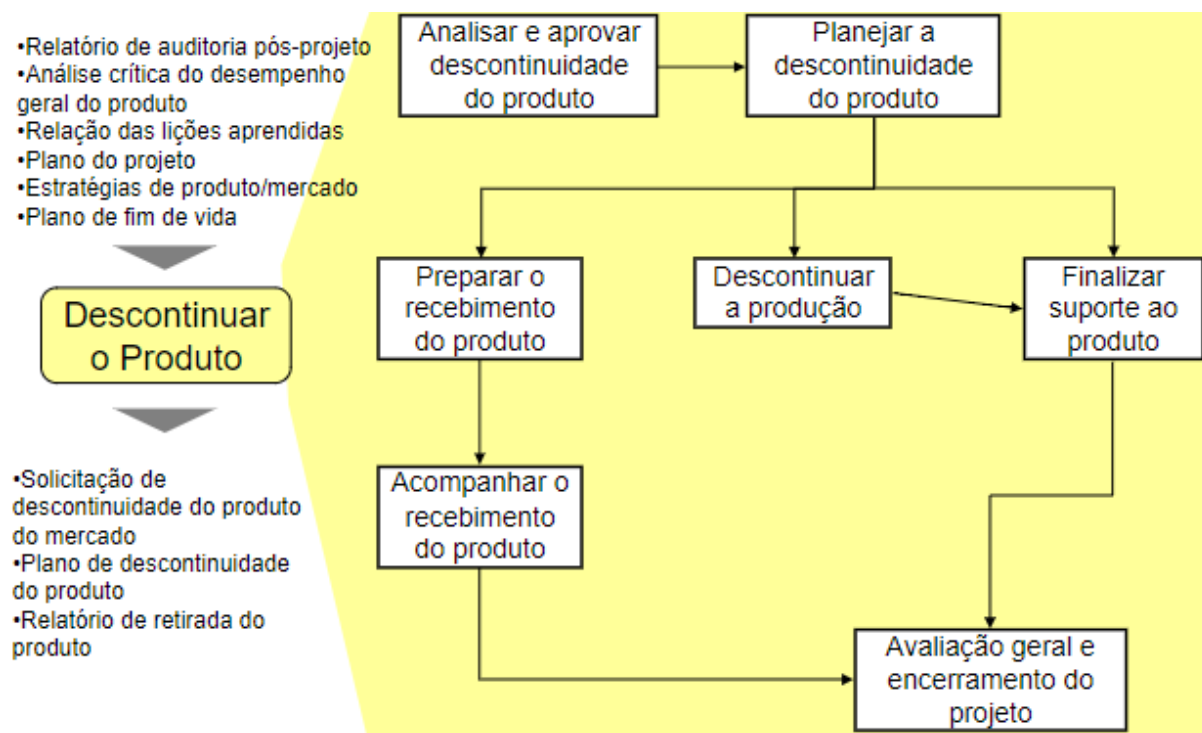 •Relatório de auditoria pós-projeto
•Análise crítica do desempenho
geral do produto
•Relação das lições aprendidas
•Plano do projeto
•Estratégias de produto/mercado
•Plano de fim de vida
Descontinuar
o Produto
•Solicitação de
descontinuidade do produto
do mercado
•Plano de descontinuidade
do produto
•Relatório de retirada do
produto
Analisar e aprovar
descontinuidade
do produto
Planejar a
descontinuidade
do produto
Preparar o
recebimento
do produto
Descontinuar
a produção
Finalizar
suporte ao
produto
Acompanhar o
recebimento
do produto
Avaliação geral e
encerramento do
projeto